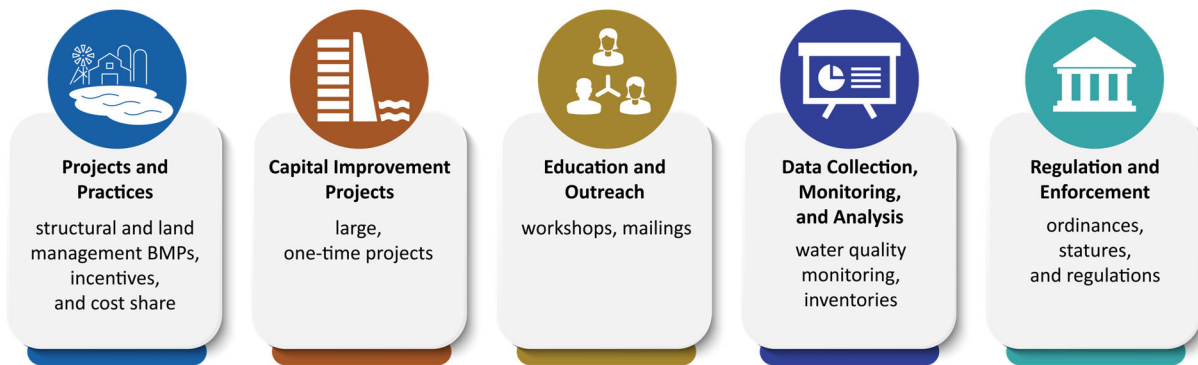 Projects and
Practices
structural and land
management BMPs,
incentives,
and cost share
Capital Improvement
Projects
large,
one-time projects
Education and
Outreach
workshops, mailings
Data Collection,
Monitoring,
and Analysis
water quality
monitoring,
inventories
Regulation and
Enforcement
ordinances,
statures,
and regulations